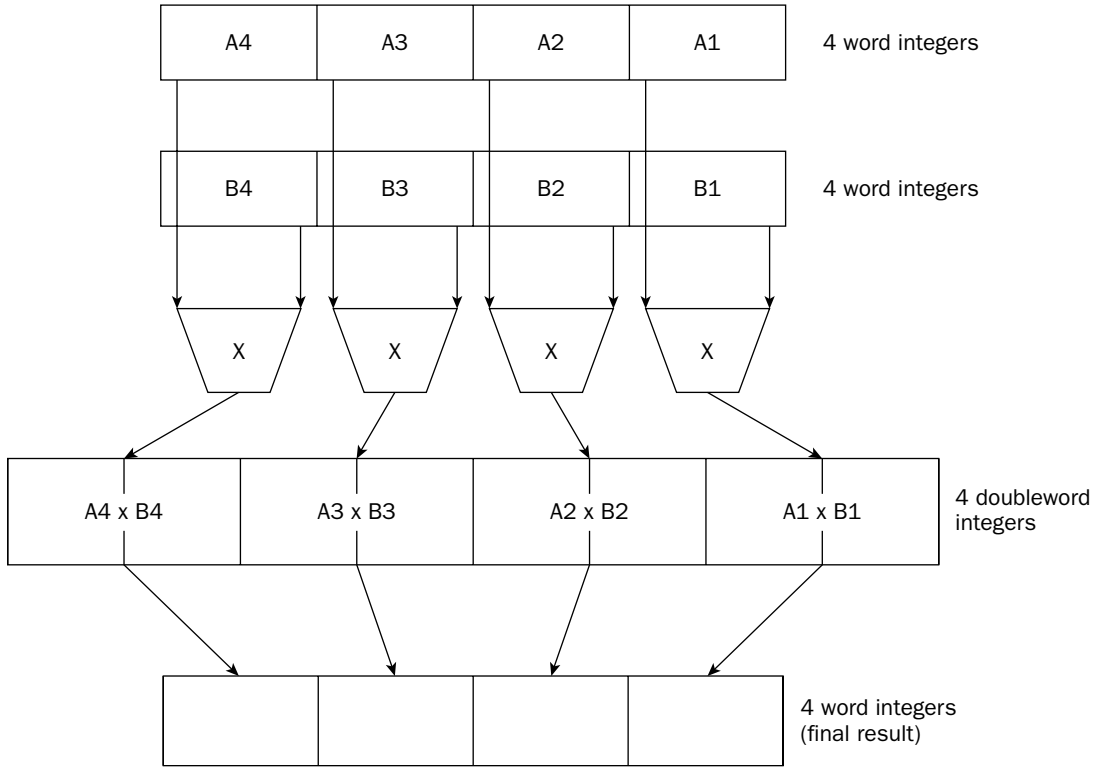 A4 A3 A2 A1 4 word integers
B4 B3 B2 B1 4 word integers
X X X X
A4 x B4 A3 x B3 A2 x B2 A1 x B1 4 doubleword
integers
4 word integers
(final result)